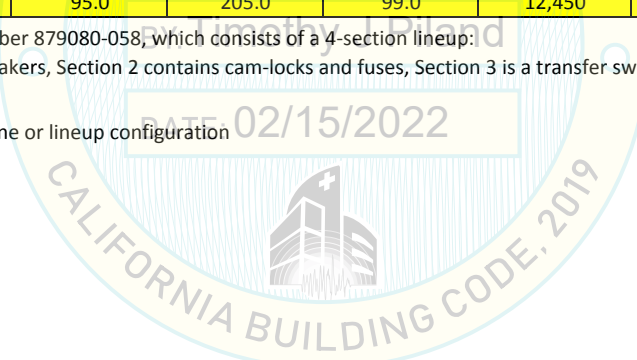 95.0 205.0 99.0 12,450
BY: Timothy J Piland
ber 879080-058, which consists of a 4-section lineup:
akers, Section 2 contains cam-locks and fuses, Section 3 is a transfer sw
DATE: 02/15/2022
ne or lineup configuration
CALIFORNIA BUILDING CODE, 2019